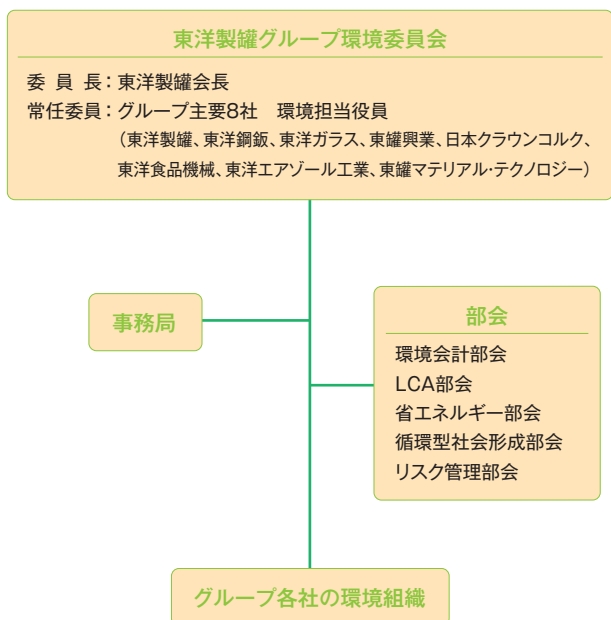 東洋製罐グループ環境委員会
委 員 長：東洋製罐会長
常任委員：グループ主要8社　環境担当役員
（東洋製罐、東洋鋼鈑、東洋ガラス、東罐興業、日本クラウンコルク、
東洋食品機械、東洋エアゾール工業、東罐マテリアル・テクノロジー）
事務局
部会
環境会計部会
LCA部会
省エネルギー部会
循環型社会形成部会
リスク管理部会
グループ各社の環境組織